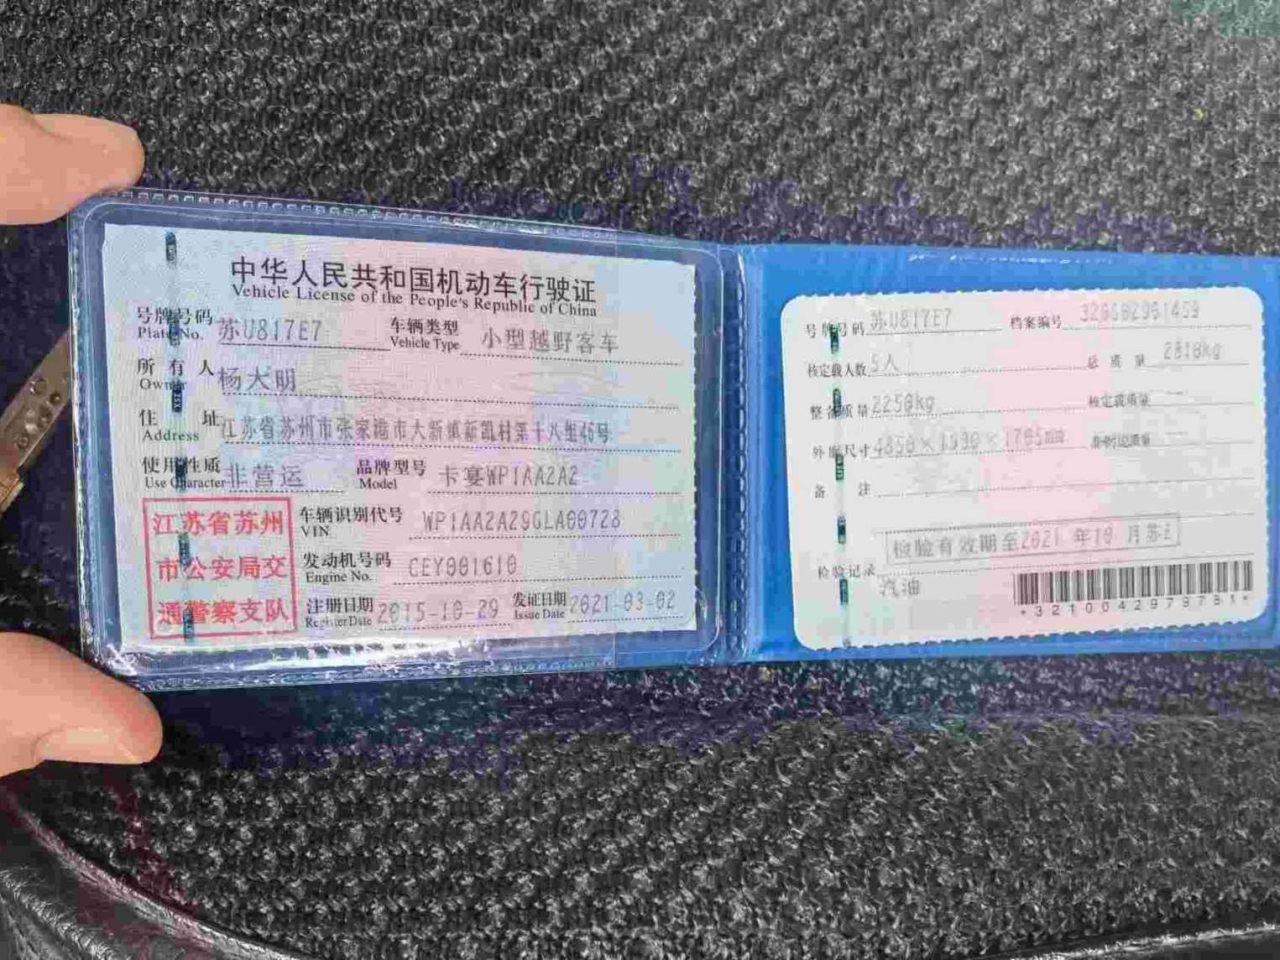 中华人民共和国机动车行驶证
Vehicle License of the People's Republic of China
号牌号码 苏U817E7 车辆类型 小型越野客车
Plate No. Vehicle Type
所有人 杨大明
Owner
住址 江苏省苏州市张家港市大新镇新凯村第十八组46号
Address
使用性质 非营运 品牌型号 卡宴WP1AA2A2
Use Character Model
江苏省苏州
市公安局交
通警察支队
车辆识别代号 WP1AA2A29GLA00728
VIN
发动机号码 CEY001610
Engine No.
注册日期 2015-10-29 发证日期 2021-03-02
Register Date Issue Date
号牌号码 苏U817E7 档案编号
核定载人数 5人 总质量 2810kg
整备质量 2250kg 核定载质量
外廓尺寸 准牵引总质量
备注
检验有效期至2021年10月
检验记录
汽油
*3210042979781*